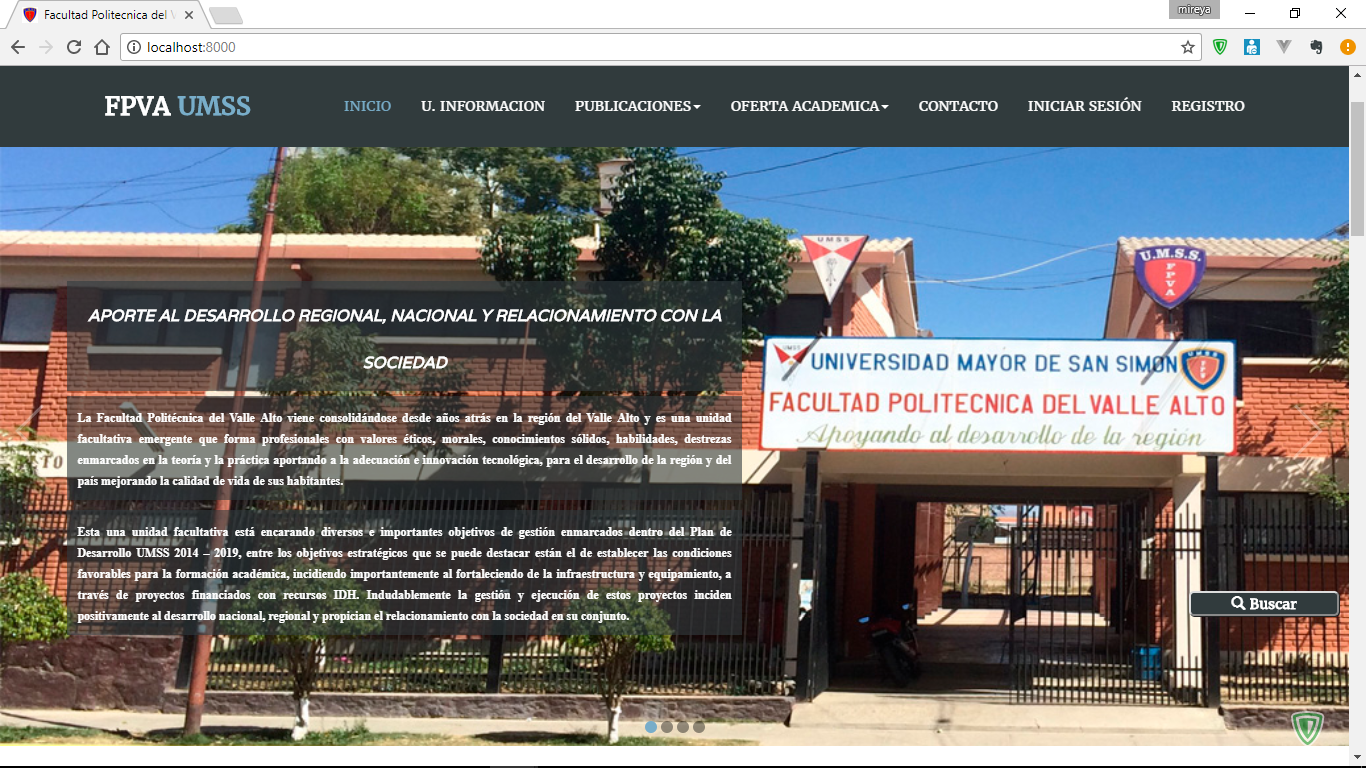 Facultad Politecnica del V
mireya
localhost:8000
FPVA UMSS
INICIO
U. INFORMACION
PUBLICACIONES
OFERTA ACADEMICA
CONTACTO
INICIAR SESIÓN
REGISTRO
APORTE AL DESARROLLO REGIONAL, NACIONAL Y RELACIONAMIENTO CON LA
SOCIEDAD
La Facultad Politécnica del Valle Alto viene consolidándose desde años atrás en la región del Valle Alto y es una unidad
facultativa emergente que forma profesionales con valores éticos, morales, conocimientos sólidos, habilidades, destrezas
enmarcados en la teoría y la práctica aportando a la adecuación e innovación tecnológica, para el desarrollo de la región y del
país mejorando la calidad de vida de sus habitantes.
Esta una unidad facultativa está encarando diversos e importantes objetivos de gestión enmarcados dentro del Plan de
Desarrollo UMSS 2014 – 2019, entre los objetivos estratégicos que se puede destacar están el de establecer las condiciones
favorables para la formación académica, incidiendo importantemente al fortaleciendo de la infraestructura y equipamiento, a
través de proyectos financíados con recursos IDH. Indudablemente la gestión y ejecución de estos proyectos inciden
positivamente al desarrollo nacional, regional y propician el relacionamiento con la sociedad en su conjunto.
UMSS
U.M.S.S.
FPVA
UMSS
UNIVERSIDAD MAYOR DE SAN SIMON
UMSS
FPV
FACULTAD POLITECNICA DEL VALLE ALTO
Apoyando al desarrollo de la región
TO
Buscar